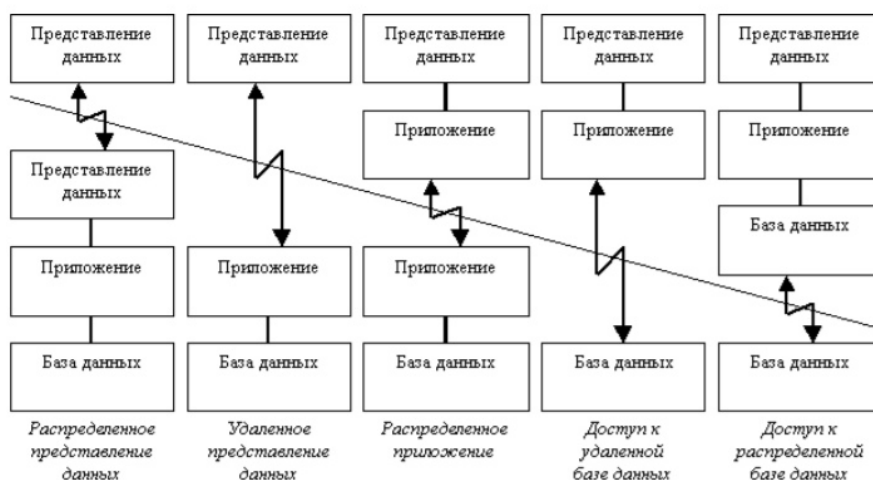 Представление
данных
Представление
данных
Представление
данных
Представление
данных
Представление
данных
Приложение
Приложение
Приложение
Представление
данных
База данных
Приложение
Приложение
Приложение
База данных
База данных
База данных
База данных
База данных
Распределенное
представление
данных
Удаленное
представление
данных
Распределенное
приложение
Доступ к
удаленной
базе данных
Доступ к
распределенной
базе данных